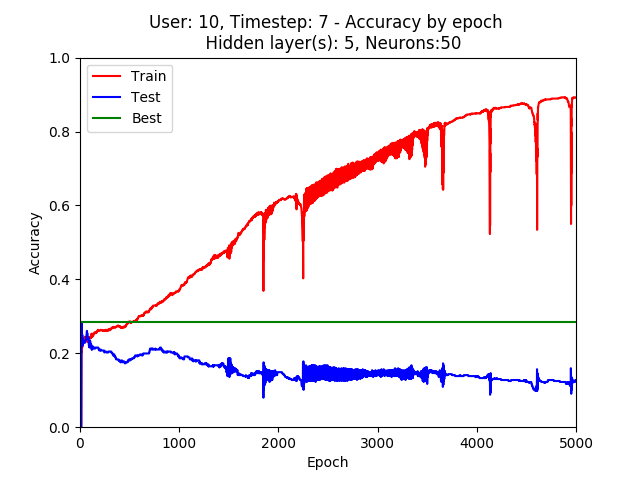 User: 10, Timestep: 7 - Accuracy by epoch
Hidden layer(s): 5, Neurons:50
1.0
Train
Test
Best
0.8
0.6
Accuracy
0.4
0.2
0.0
0 1000 2000 3000 4000 5000
Epoch